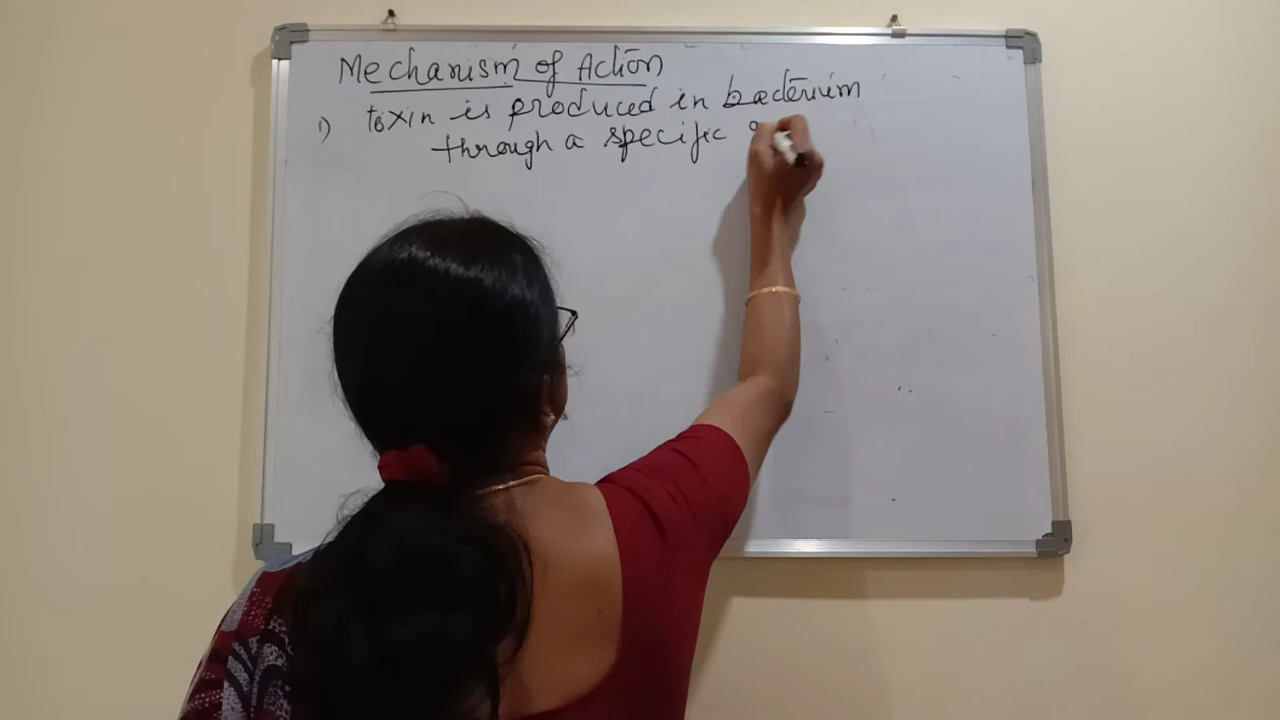 Mechanism of Action
1) toxin is produced in bacterium
through a specific